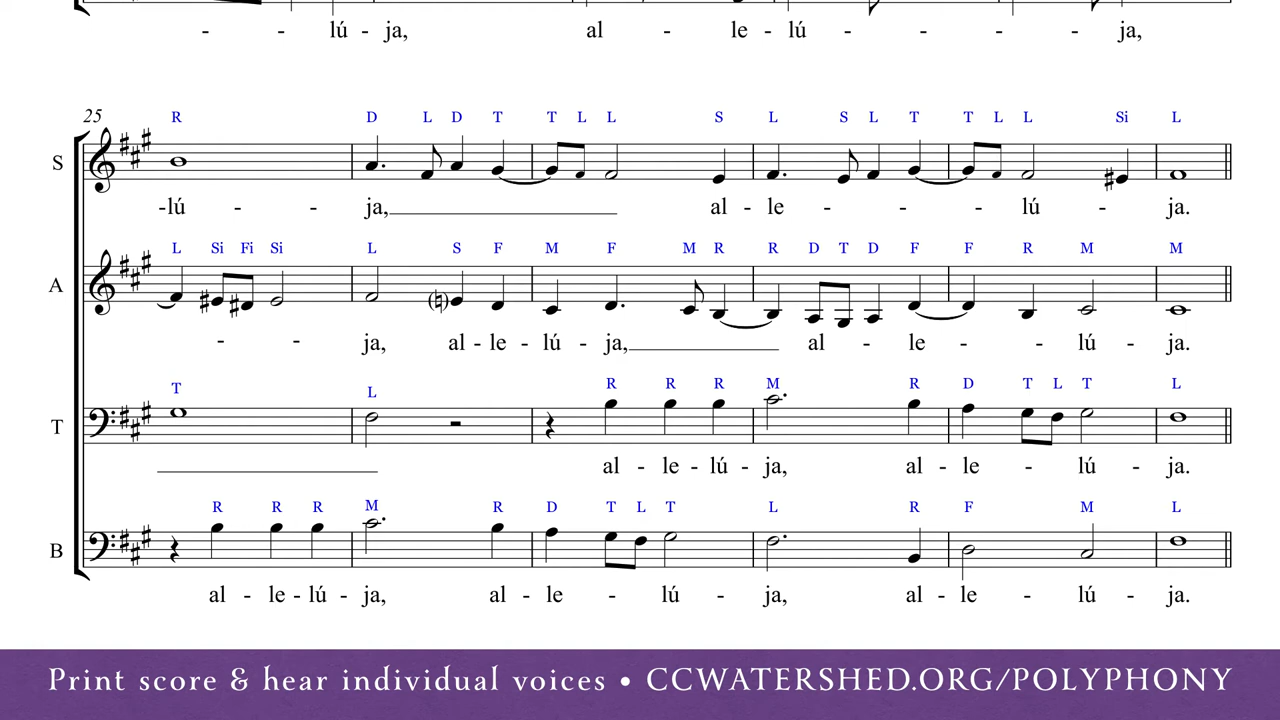 - - lú - ja, al - le - lú - - - - ja,
25 R D L D T T L L S L S L T T L L Si L
S
-lú - - ja, al - le - - - lú - ja.
L Si Fi Si L S F M F M R R D T D F F R M M
A
- - ja, al - le - lú - ja, al - le - - lú - ja.
T L R R R M R D T L T L
T
al - le - lú - ja, al - le - lú - ja.
R R R M R D T L T L R F M L
B
al - le - lú - ja, al - le - lú - ja, al - le - lú - ja.
Print score & hear individual voices • CCWATERSHED.ORG/POLYPHONY